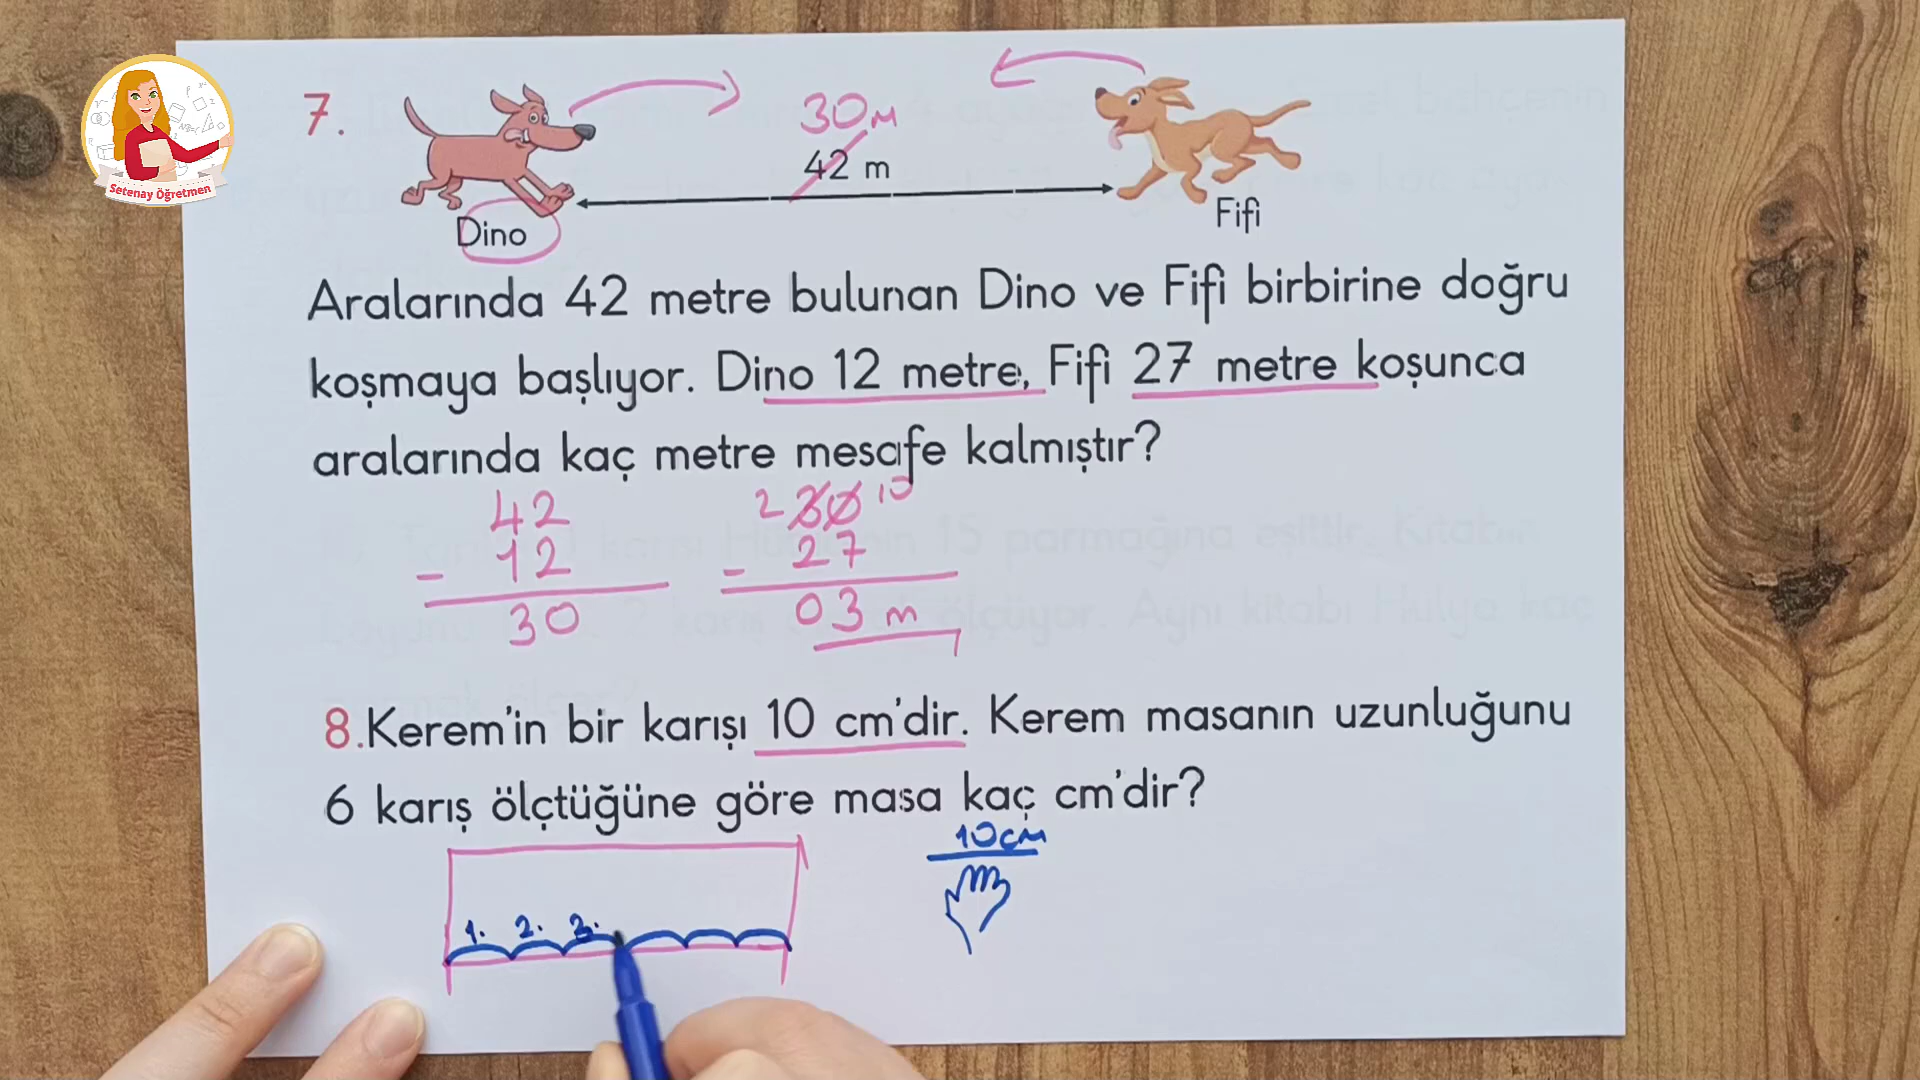 Setenay Öğretmen
7.
30m
42 m
Dino
Fifi
Aralarında 42 metre bulunan Dino ve Fifi birbirine doğru
koşmaya başlıyor. Dino 12 metre, Fifi 27 metre koşunca
aralarında kaç metre mesafe kalmıştır?
42 2 30 10
- 12 - 27
30 03 m
8.Kerem'in bir karışı 10 cm'dir. Kerem masanın uzunluğunu
6 karış ölçtüğüne göre masa kaç cm'dir?
10cm
1. 2. 3.